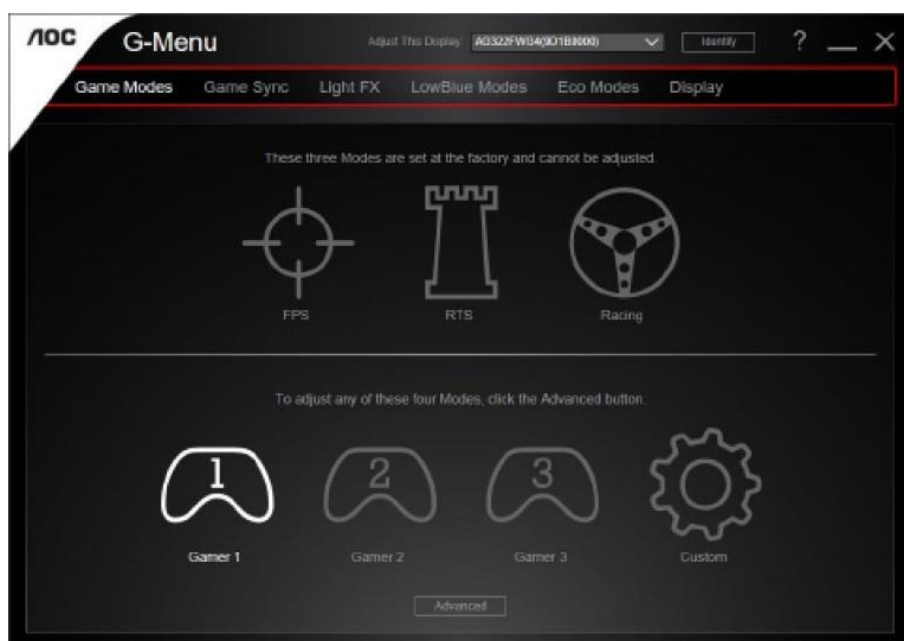 AOC G-Menu Adjust This Display: Identify ?
Game Modes Game Sync Light FX LowBlue Modes Eco Modes Display
These three Modes are set at the factory and cannot be adjusted.
FPS RTS Racing
To adjust any of these four Modes, click the Advanced button.
1 2 3
Gamer 1 Gamer 2 Gamer 3 Custom
Advanced